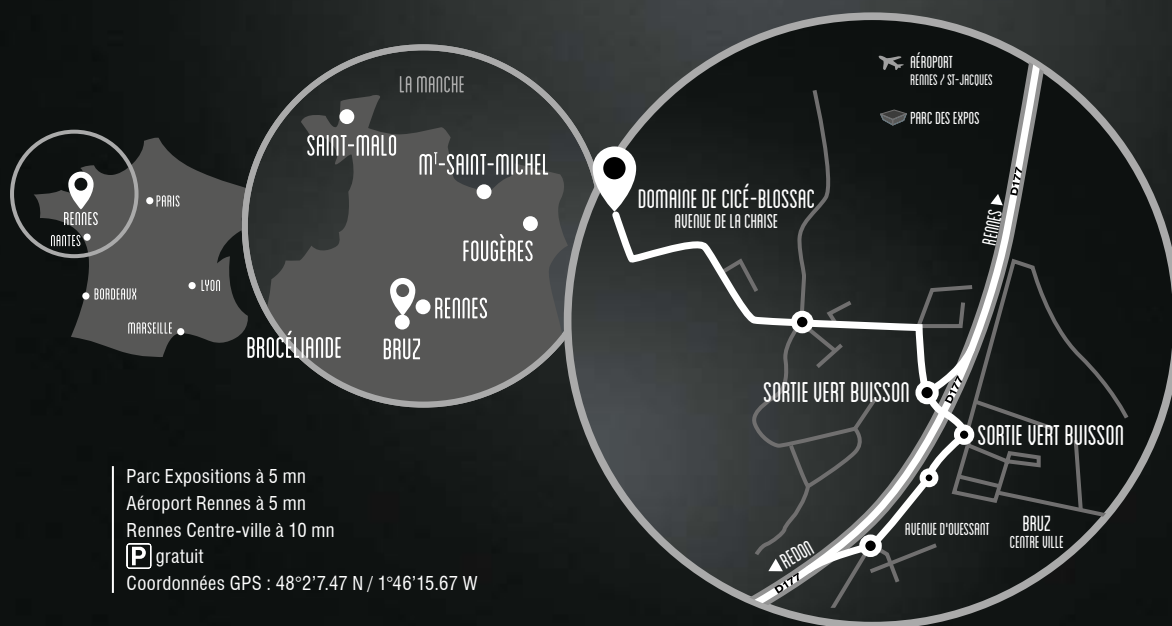 RENNES
PARIS
NANTES
BORDEAUX
LYON
MARSEILLE
LA MANCHE
SAINT-MALO
Mᵀ-SAINT-MICHEL
FOUGÈRES
RENNES
BROCÉLIANDE
BRUZ
AÉROPORT
RENNES / ST-JACQUES
PARC DES EXPOS
DOMAINE DE CICÉ-BLOSSAC
AVENUE DE LA CHAISE
D177
RENNES
SORTIE VERT BUISSON
D177
SORTIE VERT BUISSON
AVENUE D'OUESSANT
BRUZ
CENTRE VILLE
REDON
D177
Parc Expositions à 5 mn
Aéroport Rennes à 5 mn
Rennes Centre-ville à 10 mn
P gratuit
Coordonnées GPS : 48°2'7.47 N / 1°46'15.67 W